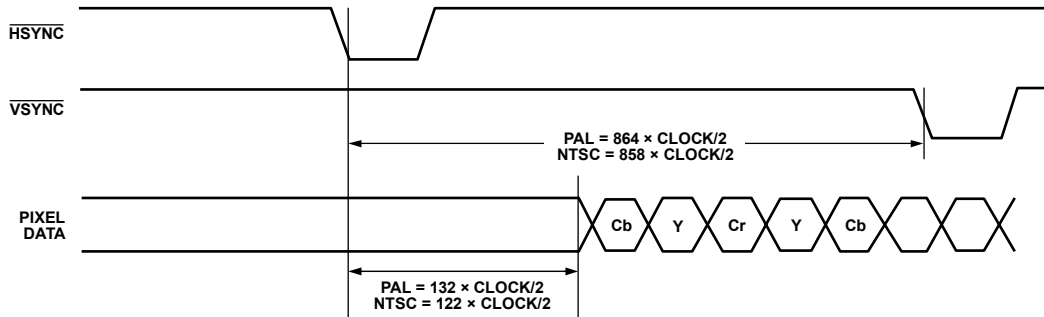 HSYNC
VSYNC
PAL = 864 × CLOCK/2
NTSC = 858 × CLOCK/2
PIXEL
DATA
Cb Y Cr Y Cb
PAL = 132 × CLOCK/2
NTSC = 122 × CLOCK/2